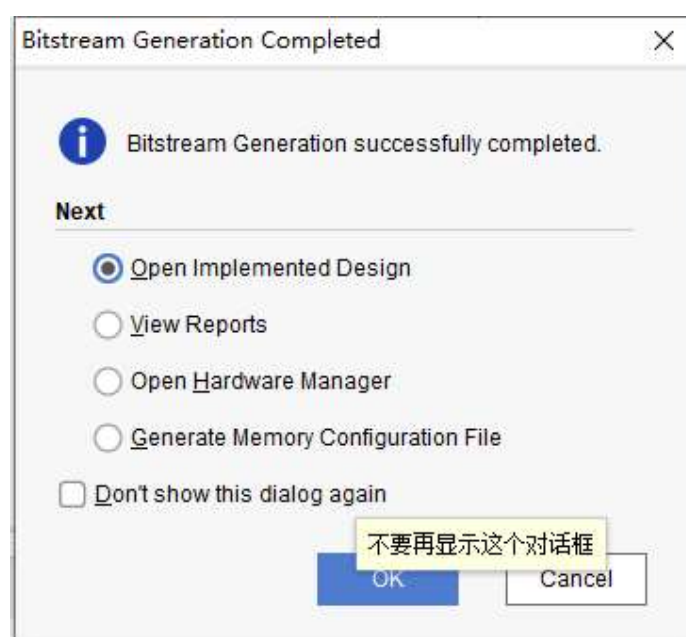 Bitstream Generation Completed
Bitstream Generation successfully completed.
Next
Open Implemented Design
View Reports
Open Hardware Manager
Generate Memory Configuration File
Don't show this dialog again
不要再显示这个对话框
OK
Cancel